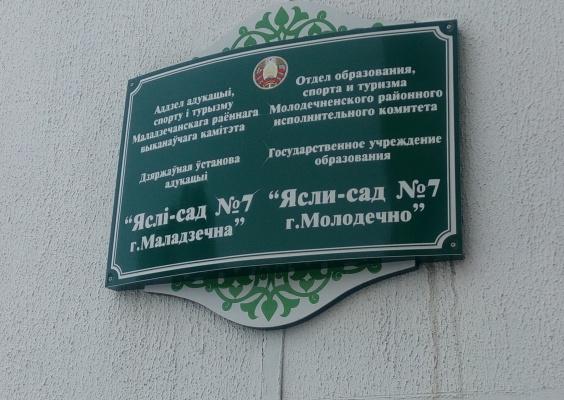 Аддзел адукацыі,
спорту і турызму
Маладзечанскага раённага
выканаўчага камітэта
Дзяржаўная ўстанова
адукацыі
"Яслі-сад №7
г.Маладзечна"
Отдел образования,
спорта и туризма
Молодечненского районного
исполнительного комитета
Государственное учреждение
образования
"Ясли-сад №7
г.Молодечно"